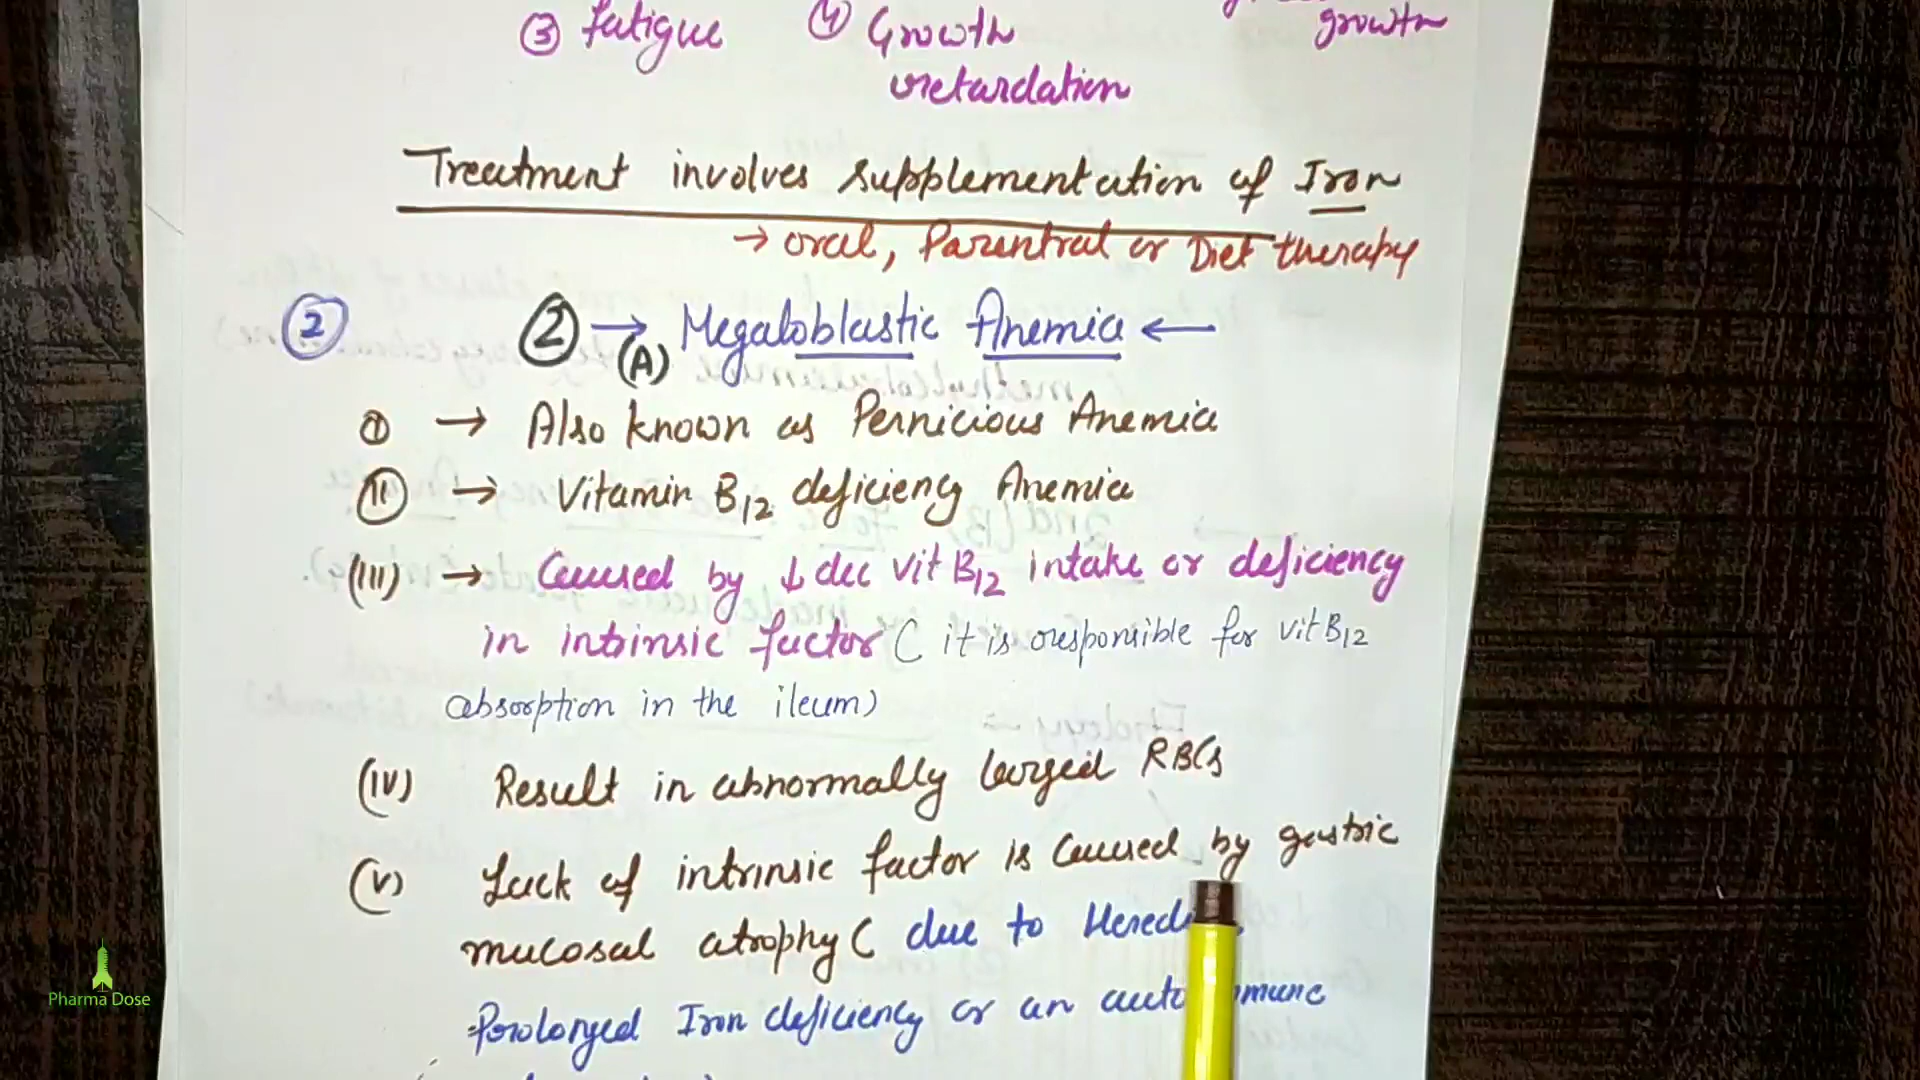 ③ fatigue ④ Growth growth
retardation
Treatment involves supplementation of Iron
→ oral, Parentral or Diet therapy
② ② → (A) Megaloblastic Anemia ←
① → Also known as Pernicious Anemia
(II) → Vitamin B12 deficiency Anemia
(III) → Caused by ↓ dec vit B12 intake or deficiency
in intrinsic factor ( it is responsible for vit B12
absorption in the ileum)
(IV) Result in abnormally larged RBCs
(V) Lack of intrinsic factor is caused by gastric
mucosal atrophy ( due to
Prolonged Iron deficiency or an
Pharma Dose